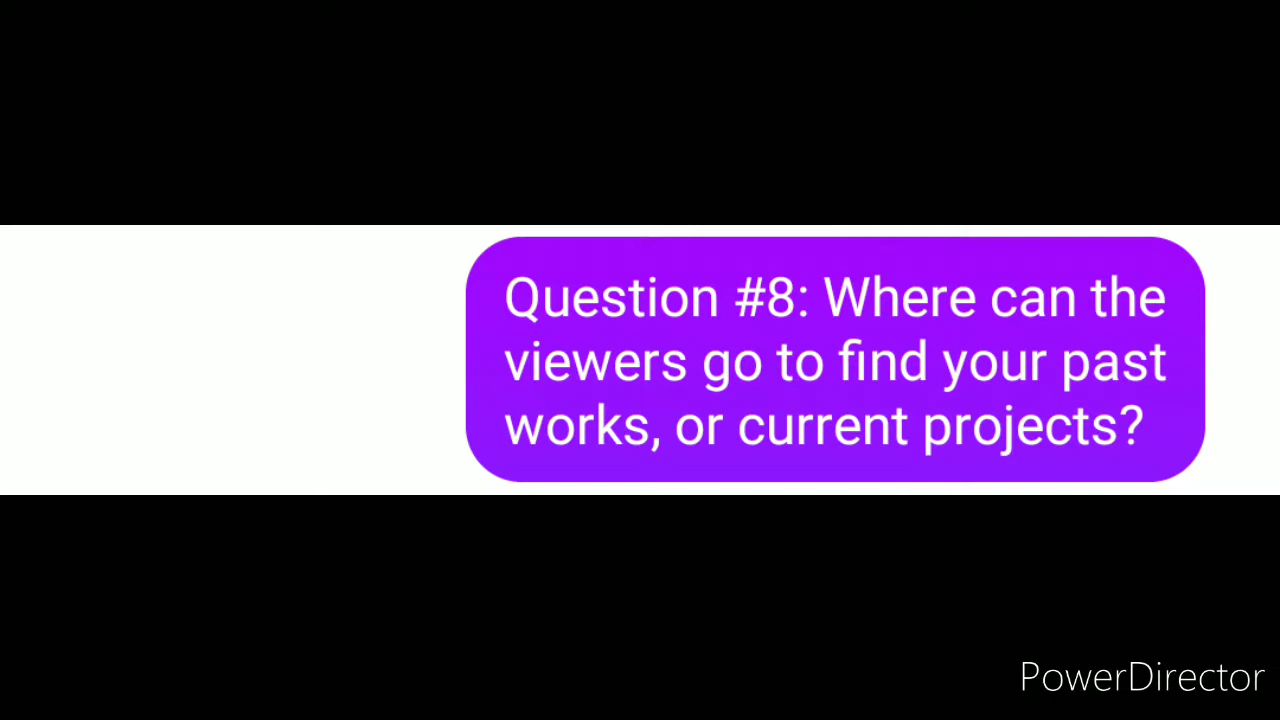 Question #8: Where can the
viewers go to find your past
works, or current projects?
PowerDirector